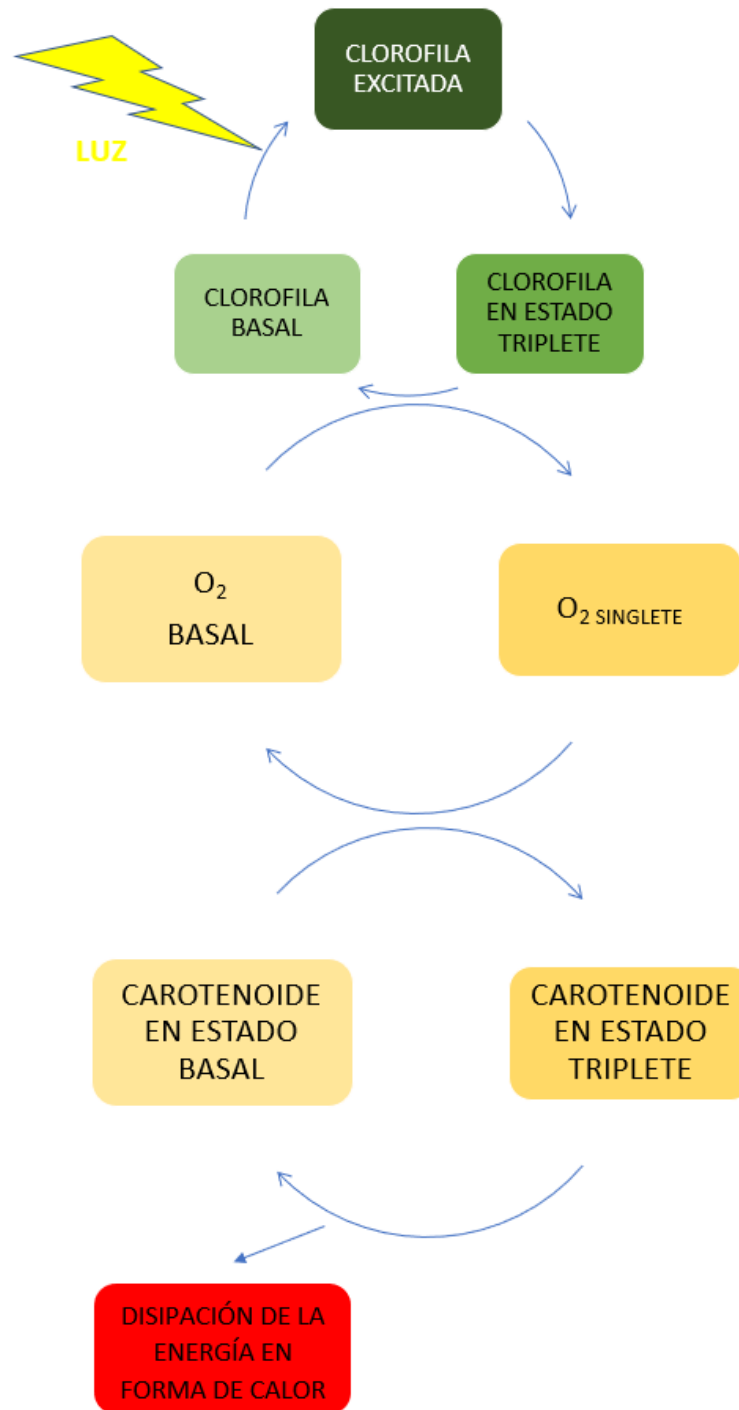 CLOROFILA
EXCITADA
LUZ
CLOROFILA
BASAL
CLOROFILA
EN ESTADO
TRIPLETE
O₂
BASAL
O₂ SINGLETE
CAROTENOIDE
EN ESTADO
BASAL
CAROTENOIDE
EN ESTADO
TRIPLETE
DISIPACIÓN DE LA
ENERGÍA EN
FORMA DE CALOR